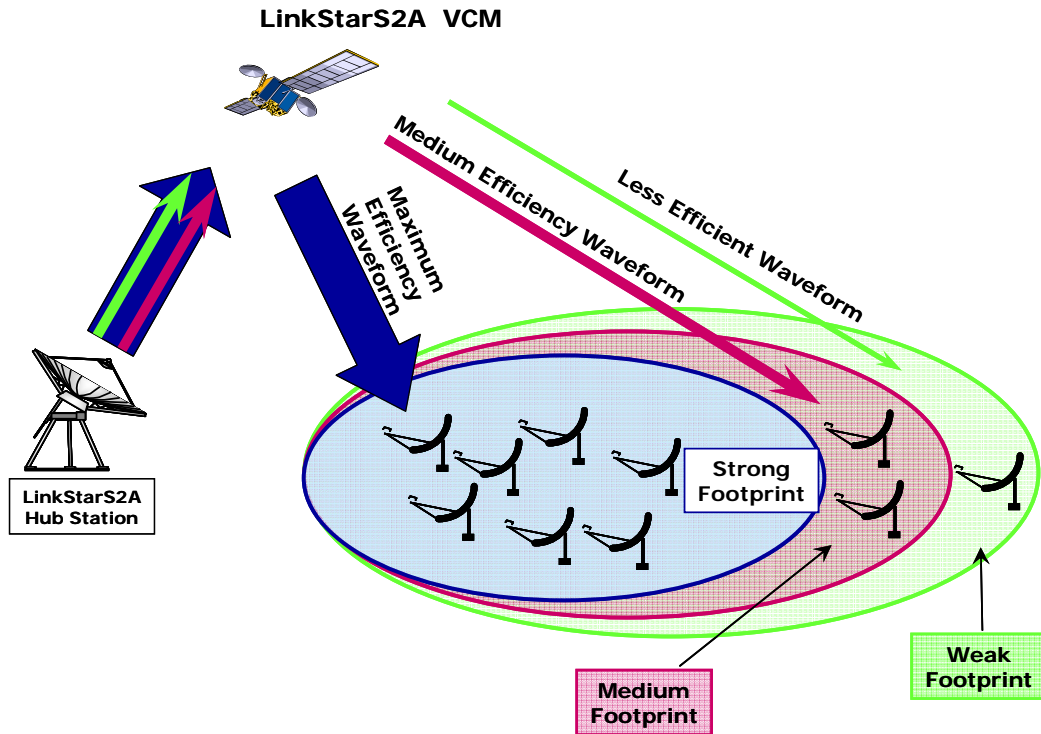 LinkStarS2A VCM
Medium Efficiency Waveform
Less Efficient Waveform
Maximum
Efficiency
Waveform
LinkStarS2A
Hub Station
Strong
Footprint
Medium
Footprint
Weak
Footprint